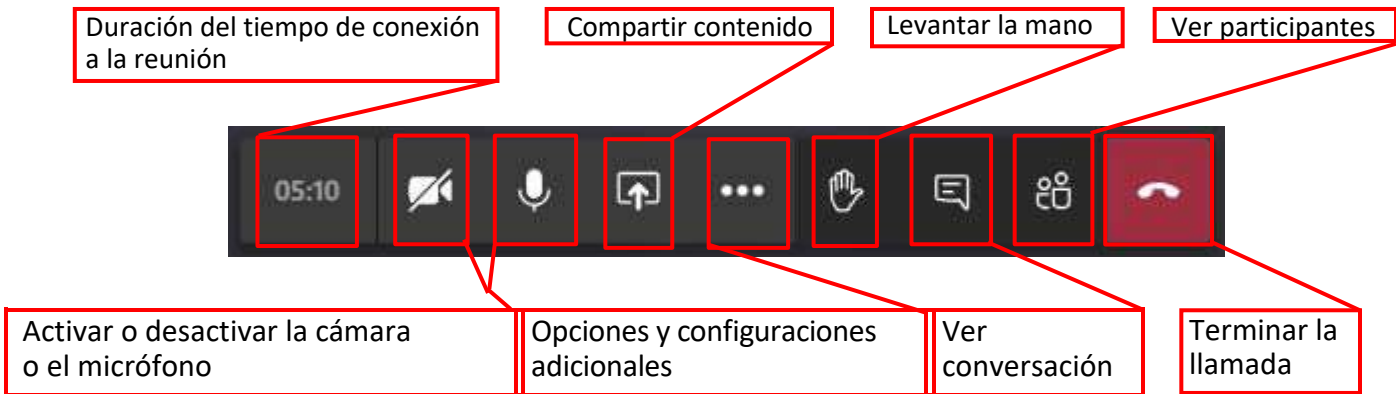 Duración del tiempo de conexión
a la reunión
Compartir contenido
Levantar la mano
Ver participantes
05:10
Activar o desactivar la cámara
o el micrófono
Opciones y configuraciones
adicionales
Ver
conversación
Terminar la
llamada